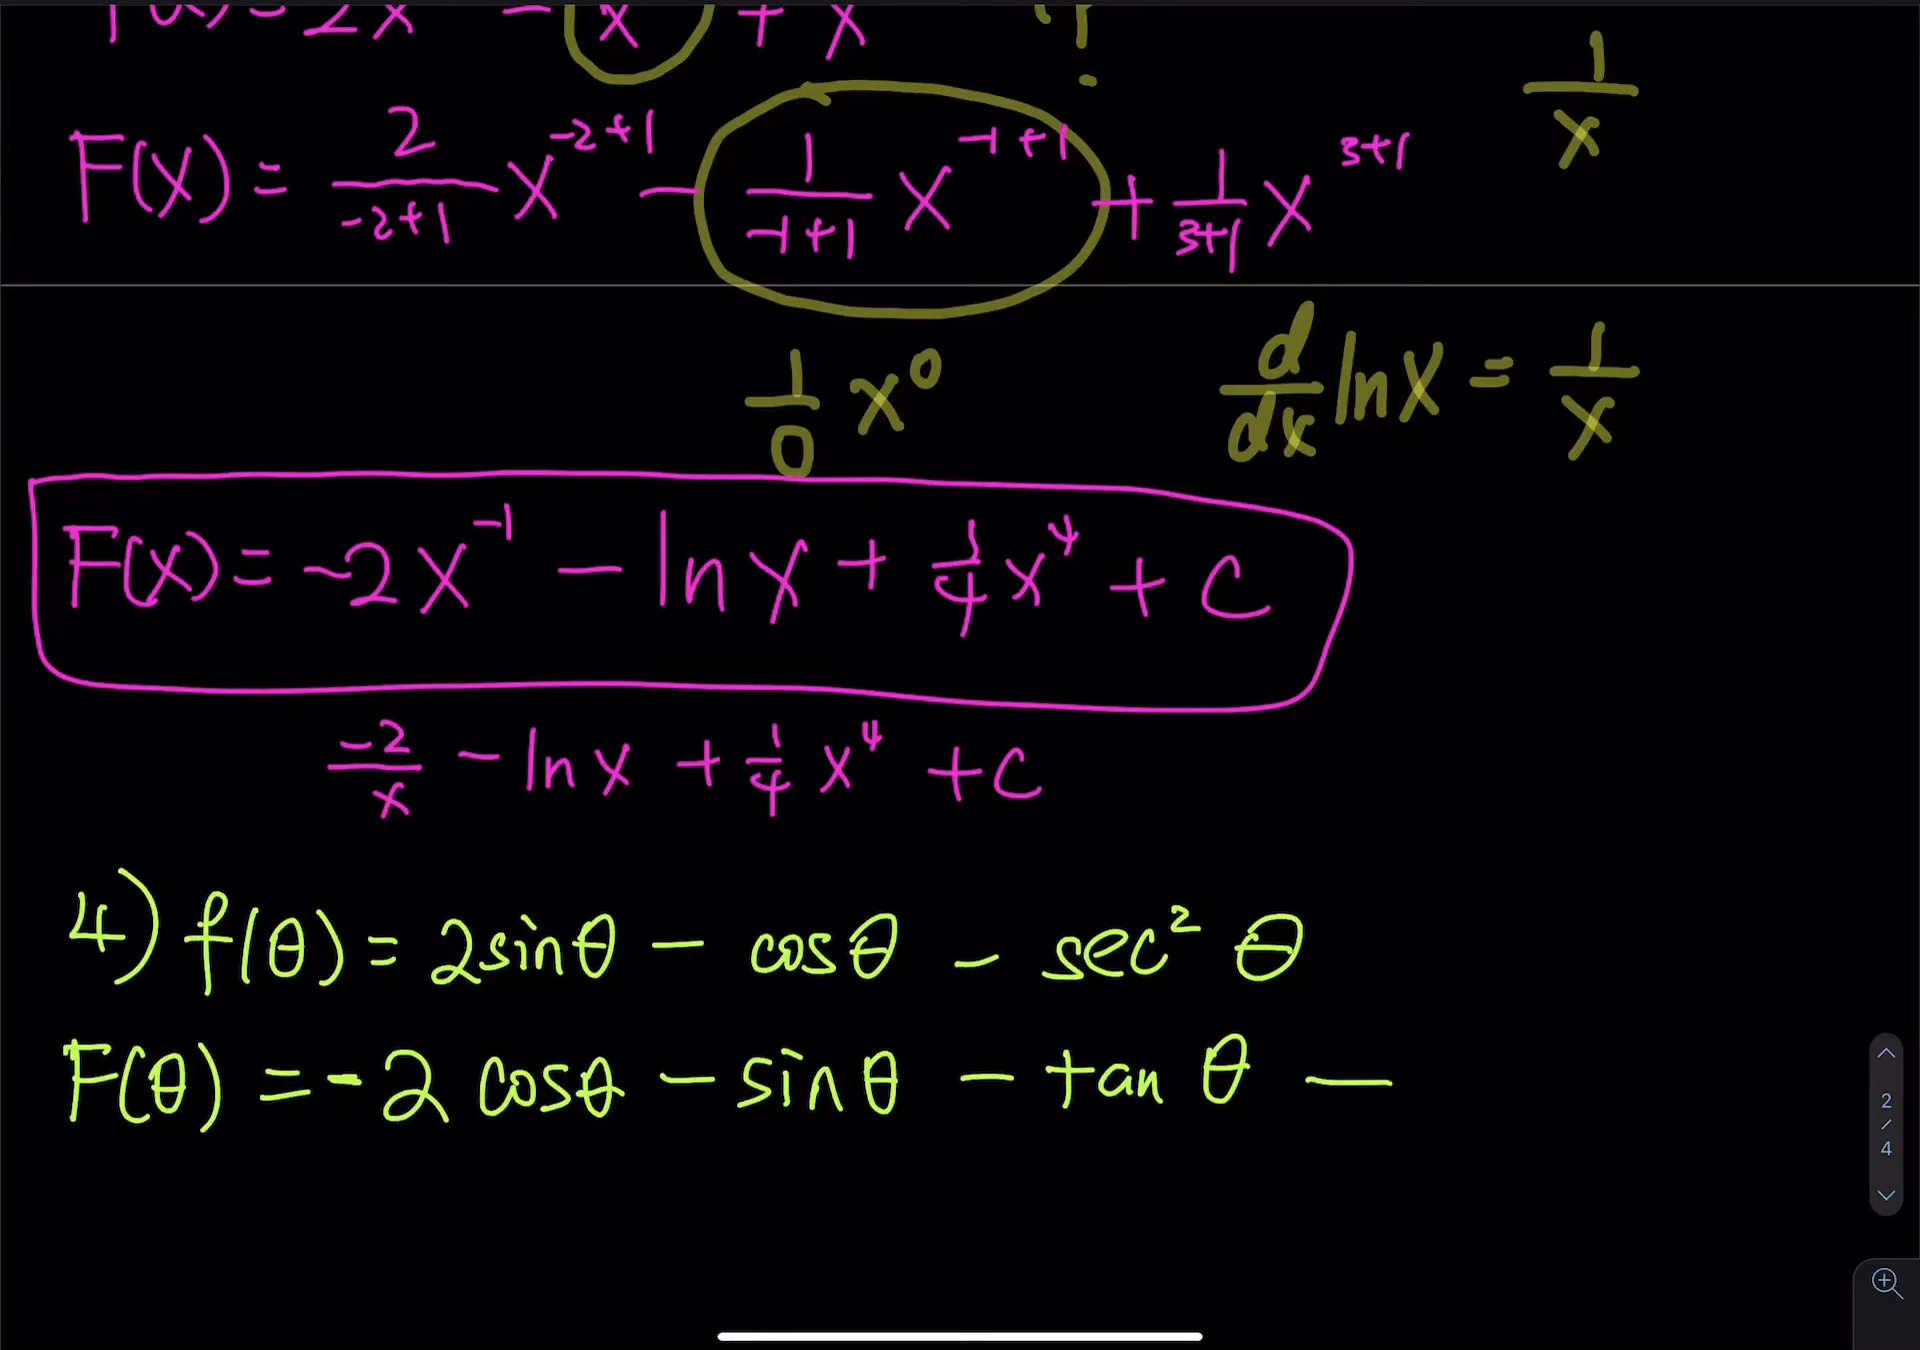 F(x) = 2/(-2+1) x^(-2+1) - 1/(-1+1) x^(-1+1) + 1/(3+1) x^(3+1)
1/x
1/0 x^0
d/dx ln x = 1/x
F(x) = -2x^(-1) - ln x + 1/4 x^4 + C
-2/x - ln x + 1/4 x^4 + C
4) f(θ) = 2sinθ - cosθ - sec² θ
F(θ) = -2 cosθ - sinθ - tan θ —
2
/
4